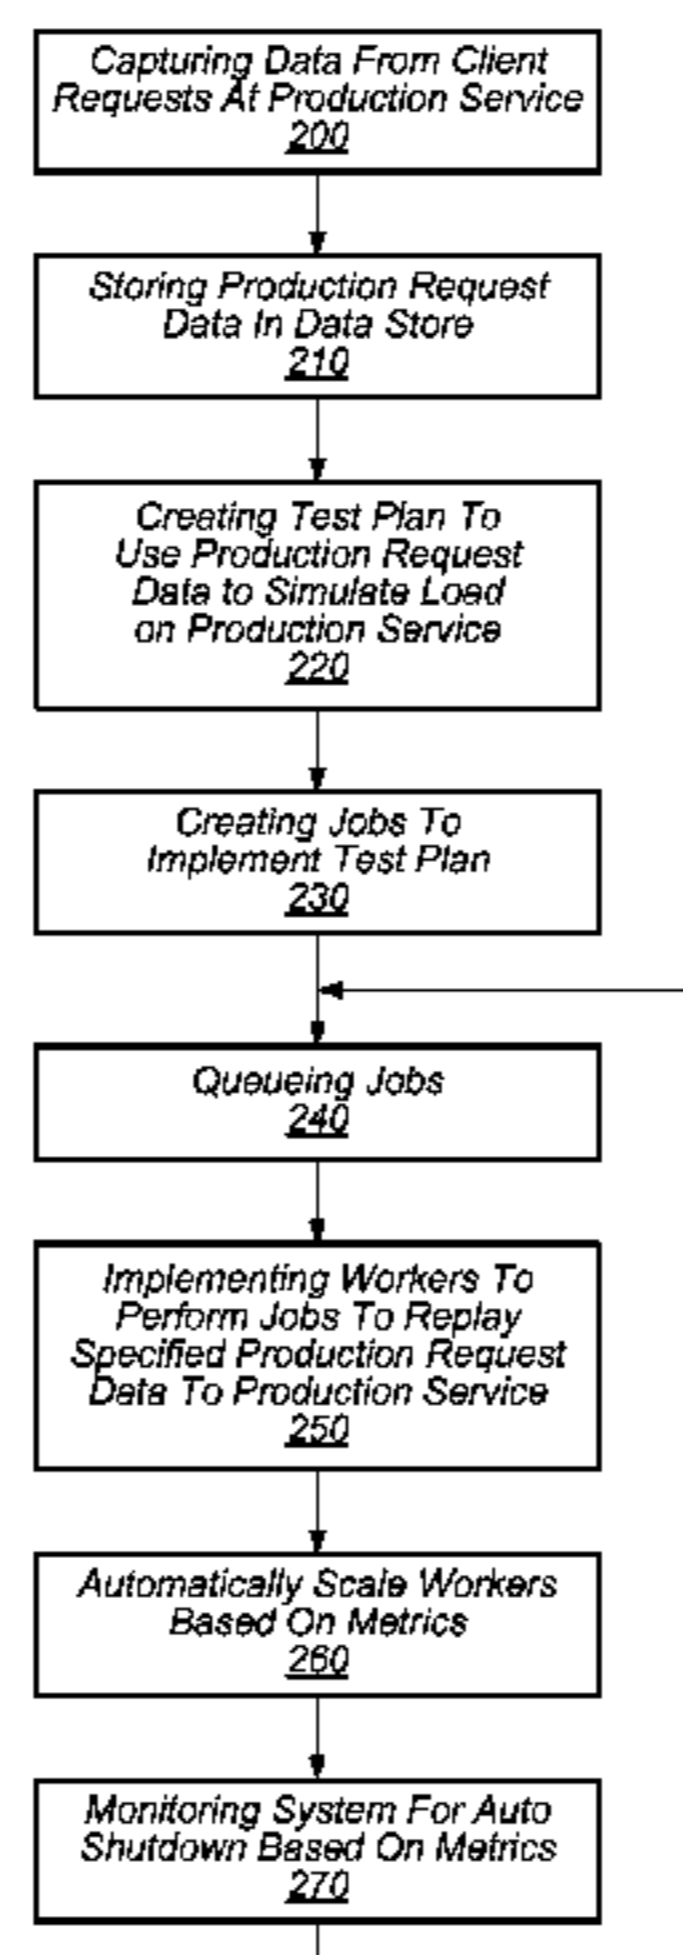 Capturing Data From Client
Requests At Production Service
200
Storing Production Request
Data In Data Store
210
Creating Test Plan To
Use Production Request
Data to Simulate Load
on Production Service
220
Creating Jobs To
Implement Test Plan
230
Queueing Jobs
240
Implementing Workers To
Perform Jobs To Replay
Specified Production Request
Data To Production Service
250
Automatically Scale Workers
Based On Metrics
260
Monitoring System For Auto
Shutdown Based On Metrics
270